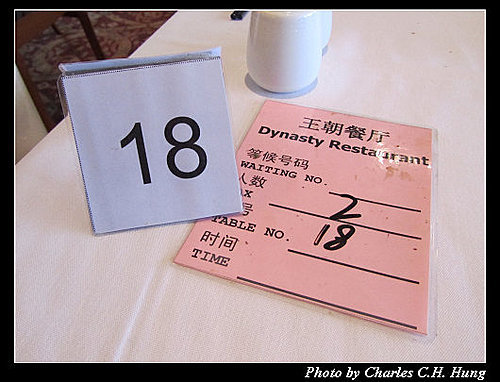 18
王朝餐厅
Dynasty Restaurant
等候号码
WAITING NO.
人数
2
号
TABLE NO. 18
时间
TIME
Photo by Charles C.H. Hung